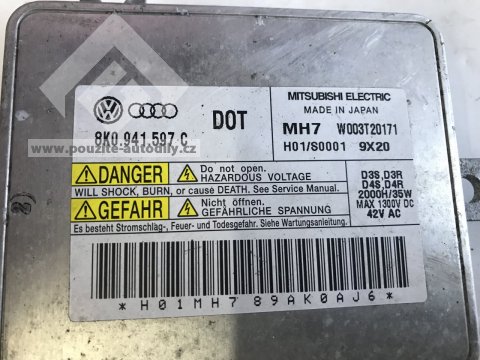 MITSUBISHI ELECTRIC
MADE IN JAPAN
DOT
8K0 941 597 C
MH7 W003T20171
H01/S0001 9X20
www.pouzite-autodily.cz
DANGER
Do not open.
HAZARDOUS VOLTAGE
WILL SHOCK, BURN, or cause DEATH. See Service Manual.
GEFAHR
Nicht öffnen.
GEFÄHRLICHE SPANNUNG
Es besteht Stromschlag-, Feuer- und Todesgefahr. Siehe Wartungsanleitung.
D3S,D3R
D4S,D4R
2000H/35W
MAX 1300V DC
42V AC
*H01MH789AK0AJ6*